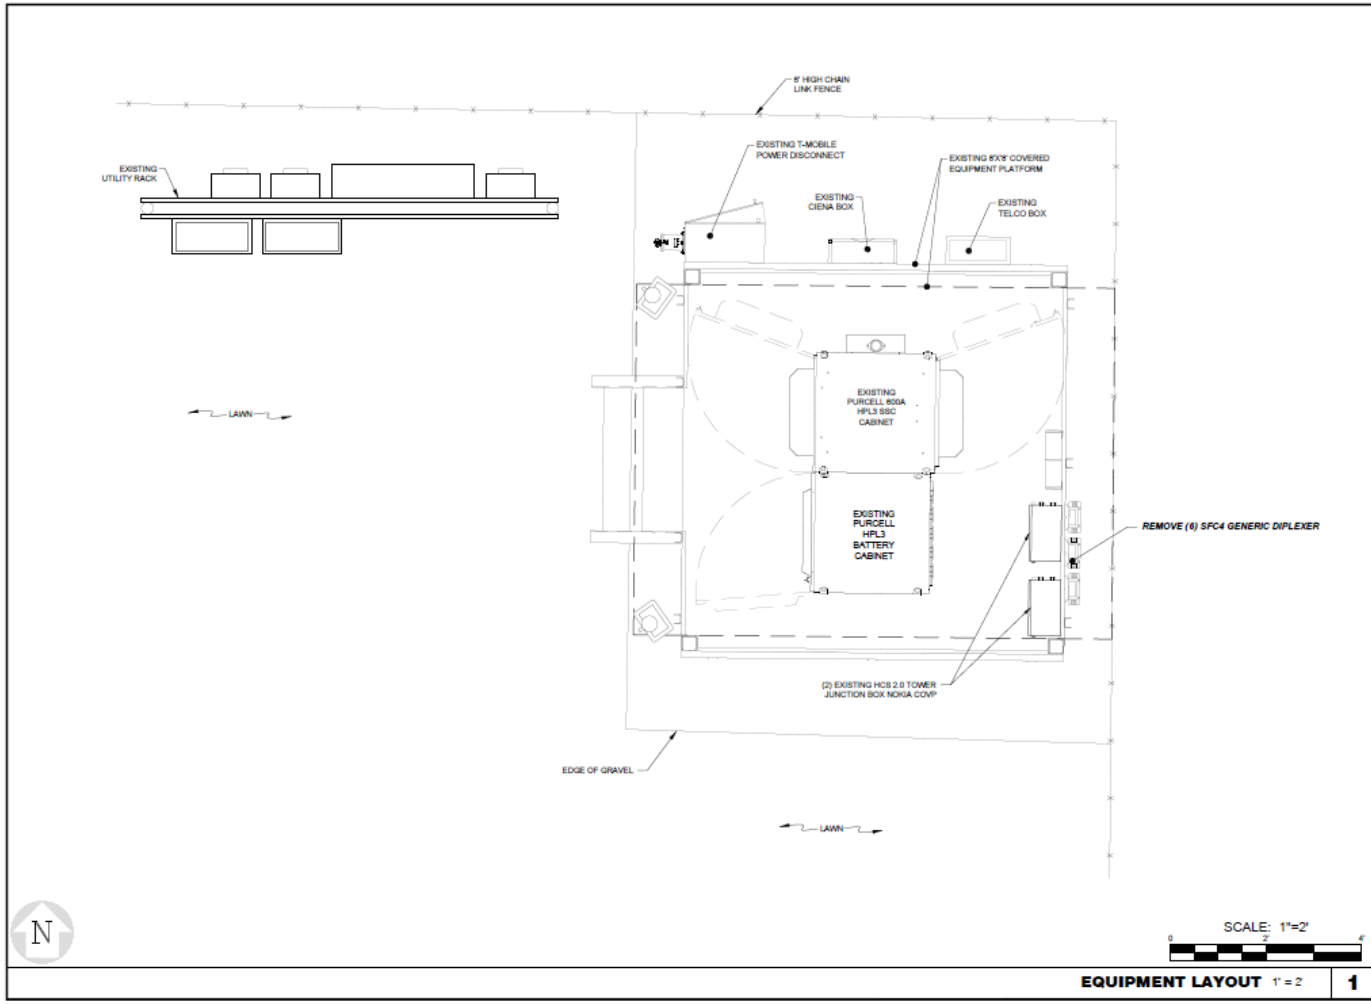 6' HIGH CHAIN
LINK FENCE
EXISTING T-MOBILE
POWER DISCONNECT
EXISTING 8'X8' COVERED
EQUIPMENT PLATFORM
EXISTING
UTILITY RACK
EXISTING
CIENA BOX
EXISTING
TELCO BOX
LAWN
EXISTING
PURCELL 600A
HPL3 SSC
CABINET
EXISTING
PURCELL
HPL3
BATTERY
CABINET
REMOVE (6) SFC4 GENERIC DIPLEXER
(2) EXISTING HCS 2.0 TOWER
JUNCTION BOX NOKIA COVP
EDGE OF GRAVEL
LAWN
N
SCALE: 1"=2'
0 2' 4'
EQUIPMENT LAYOUT 1" = 2' 1